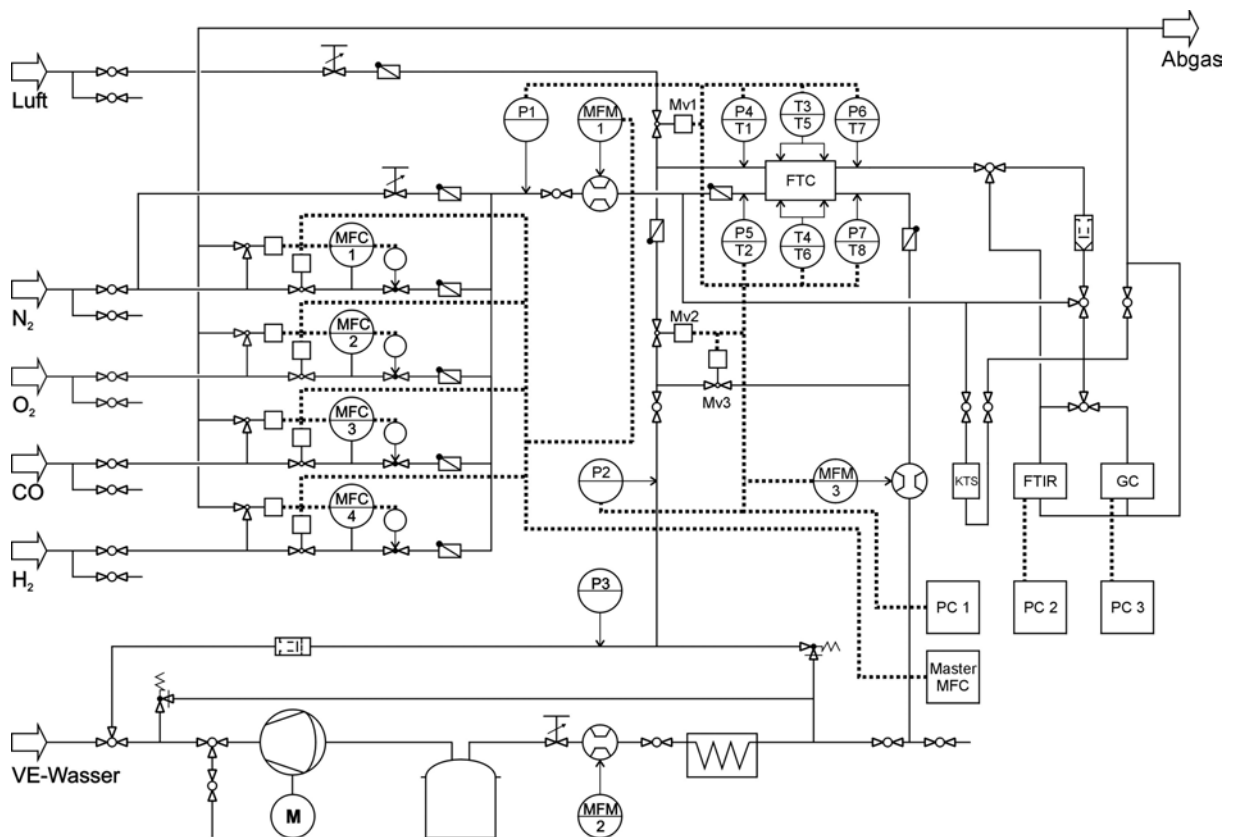 Abgas
Luft
P1
MFM
1
Mv1
P4
T1
T3
T5
P6
T7
FTC
P5
T2
T4
T6
P7
T8
MFC
1
N₂
MFC
2
Mv2
Mv3
O₂
MFC
3
CO
P2
MFM
3
KTS
FTIR
GC
MFC
4
H₂
P3
PC 1
PC 2
PC 3
Master
MFC
VE-Wasser
M
MFM
2